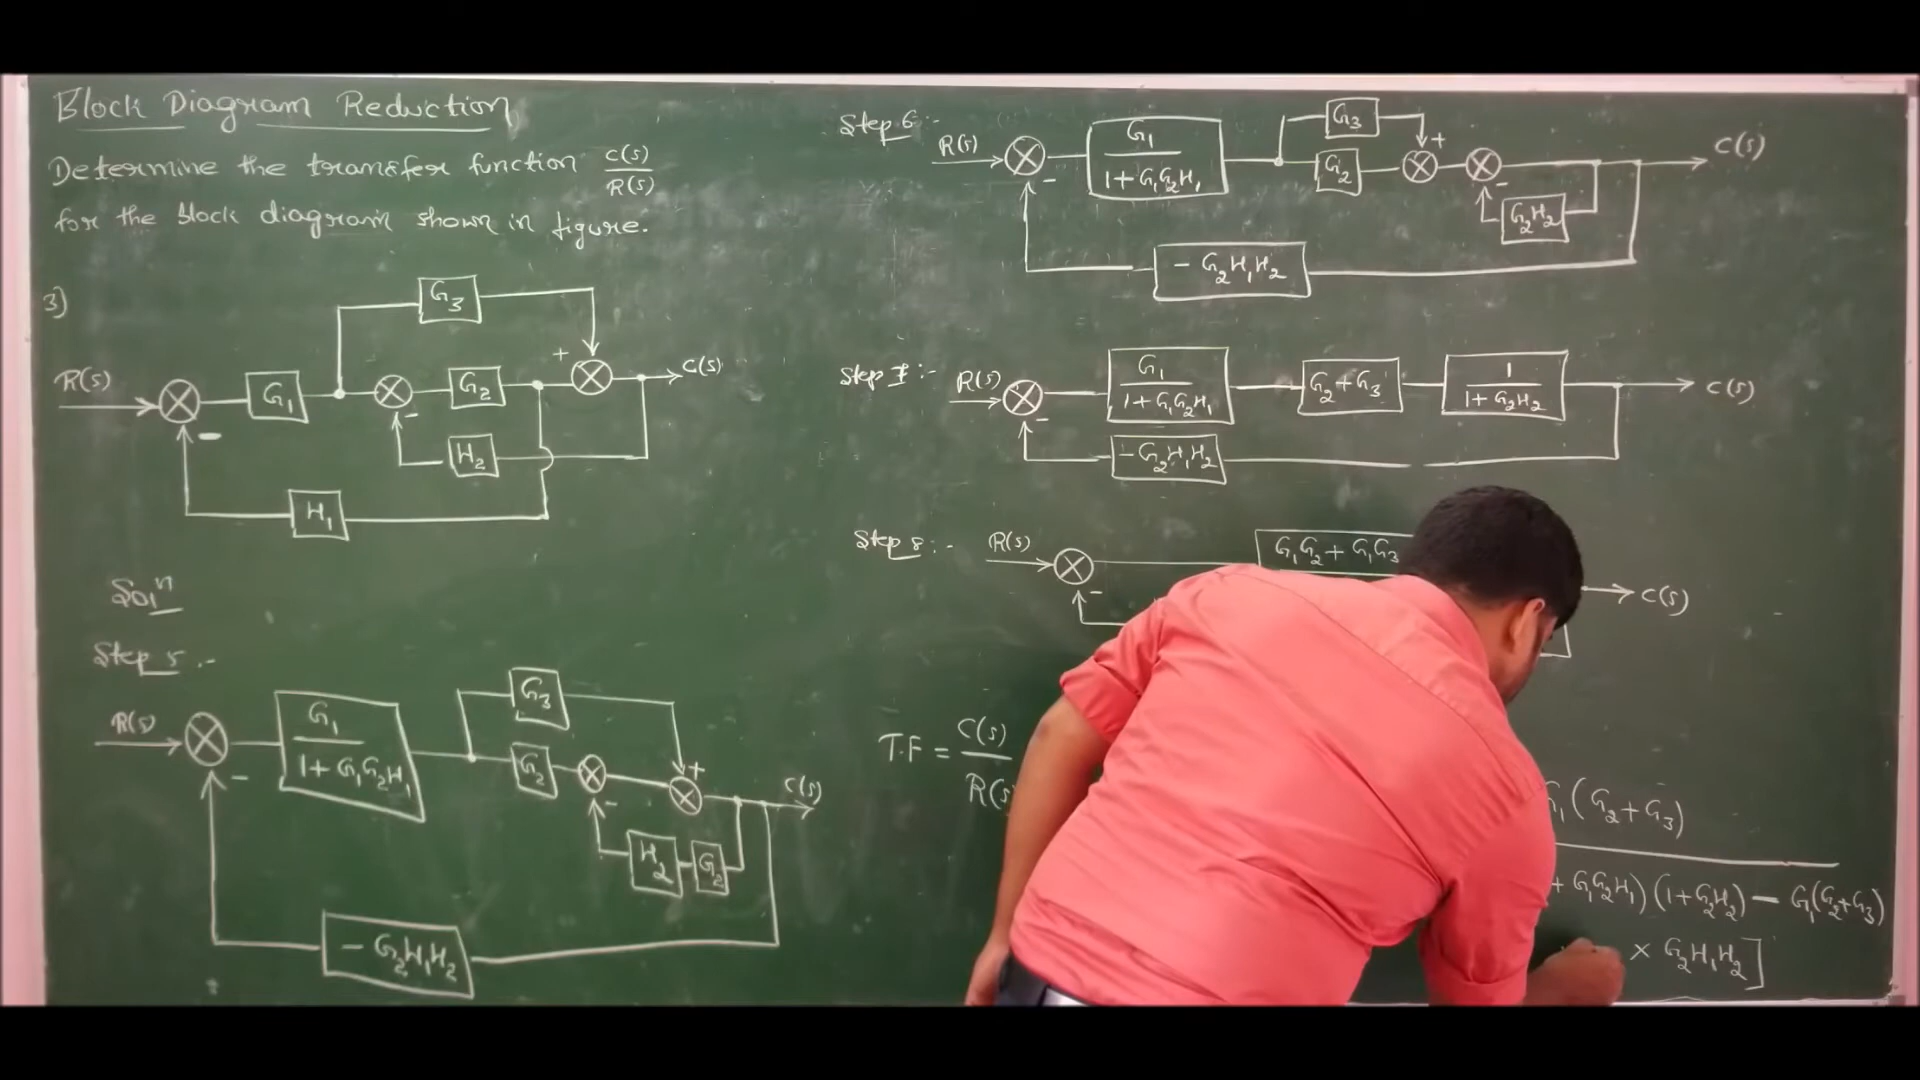 Block Diagram Reduction
Determine the transfer function C(s)/R(s)
for the block diagram shown in figure.
3)
G3
R(s) G1 G2 + C(s)
- -
H2
H1
Soln
Step 5 :-
G3
R(s) G1/(1+G1G2H1) G2 + C(s)
- -
H2 G2
-G2H1H2
Step 6 :-
G3
R(s) G1/(1+G1G2H1) G2 + C(s)
- -
G2H2
-G2H1H2
Step 7 :- R(s) G1/(1+G1G2H1) G2+G3 1/(1+G2H2) C(s)
-
-G2H1H2
Step 8 :- R(s) G1G2+G1G3 C(s)
-
T.F = C(s)/R(s)
(G2+G3)
+ G1G2H1)(1+G2H2) - G1(G2+G3)
× G2H1H2]